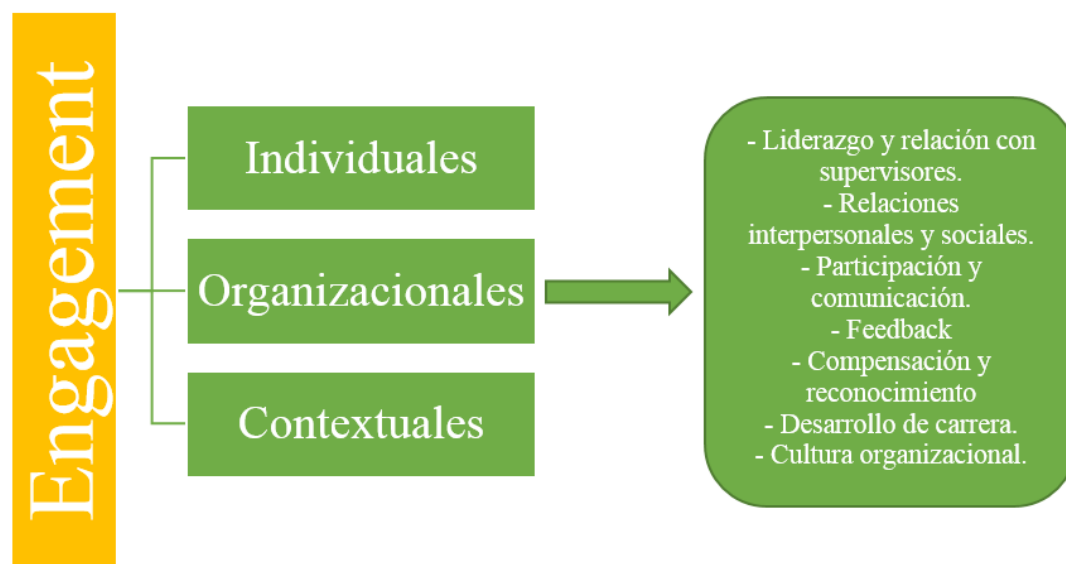 Engagement
Individuales
Organizacionales
Contextuales
- Liderazgo y relación con
supervisores.
- Relaciones
interpersonales y sociales.
- Participación y
comunicación.
- Feedback
- Compensación y
reconocimiento
- Desarrollo de carrera.
- Cultura organizacional.